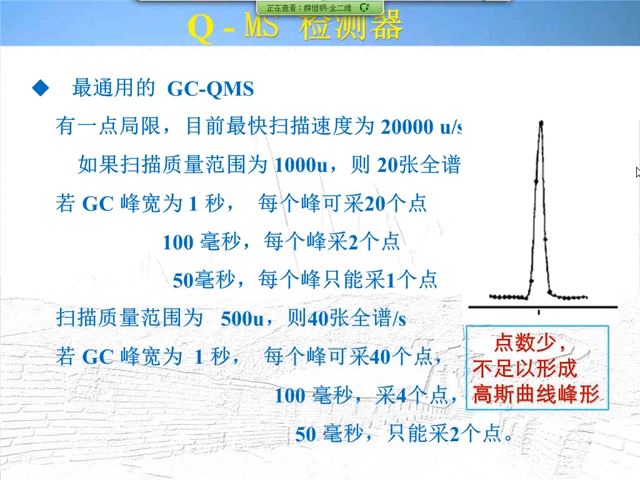 正在查看：薛恒钢-全二维
Q - MS 检测器
◆ 最通用的 GC-QMS
有一点局限，目前最快扫描速度为 20000 u/s
如果扫描质量范围为 1000u，则 20张全谱
若 GC 峰宽为 1 秒， 每个峰可采20个点
100 毫秒，每个峰采2个点
50毫秒，每个峰只能采1个点
扫描质量范围为 500u，则40张全谱/s
若 GC 峰宽为 1 秒， 每个峰可采40个点，
100 毫秒，采4个点，
50 毫秒，只能采2个点。
点数少，
不足以形成
高斯曲线峰形